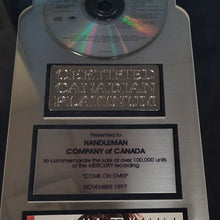 CERTIFIED
CANADIAN
PLATINUM
Presented to
HANDLEMAN
COMPANY of CANADA
to commemorate the sale of over 100,000
units of the MERCURY recording
"COME ON OVER"
NOVEMBER 1997